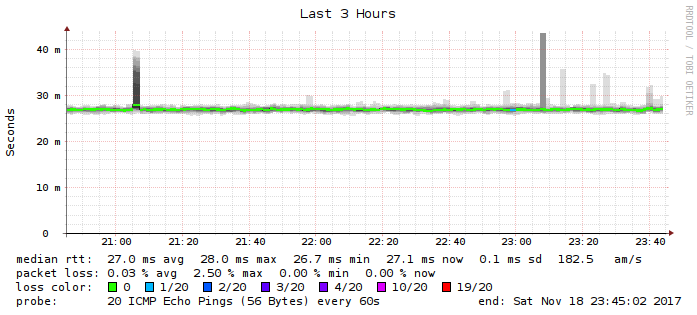 Last 3 Hours
RRDTOOL / TOBI OETIKER
Seconds
40 m
30 m
20 m
10 m
0
21:00 21:20 21:40 22:00 22:20 22:40 23:00 23:20 23:40
median rtt: 27.0 ms avg 28.0 ms max 26.7 ms min 27.1 ms now 0.1 ms sd 182.5 am/s
packet loss: 0.03 % avg 2.50 % max 0.00 % min 0.00 % now
loss color: 0 1/20 2/20 3/20 4/20 10/20 19/20
probe: 20 ICMP Echo Pings (56 Bytes) every 60s end: Sat Nov 18 23:45:02 2017